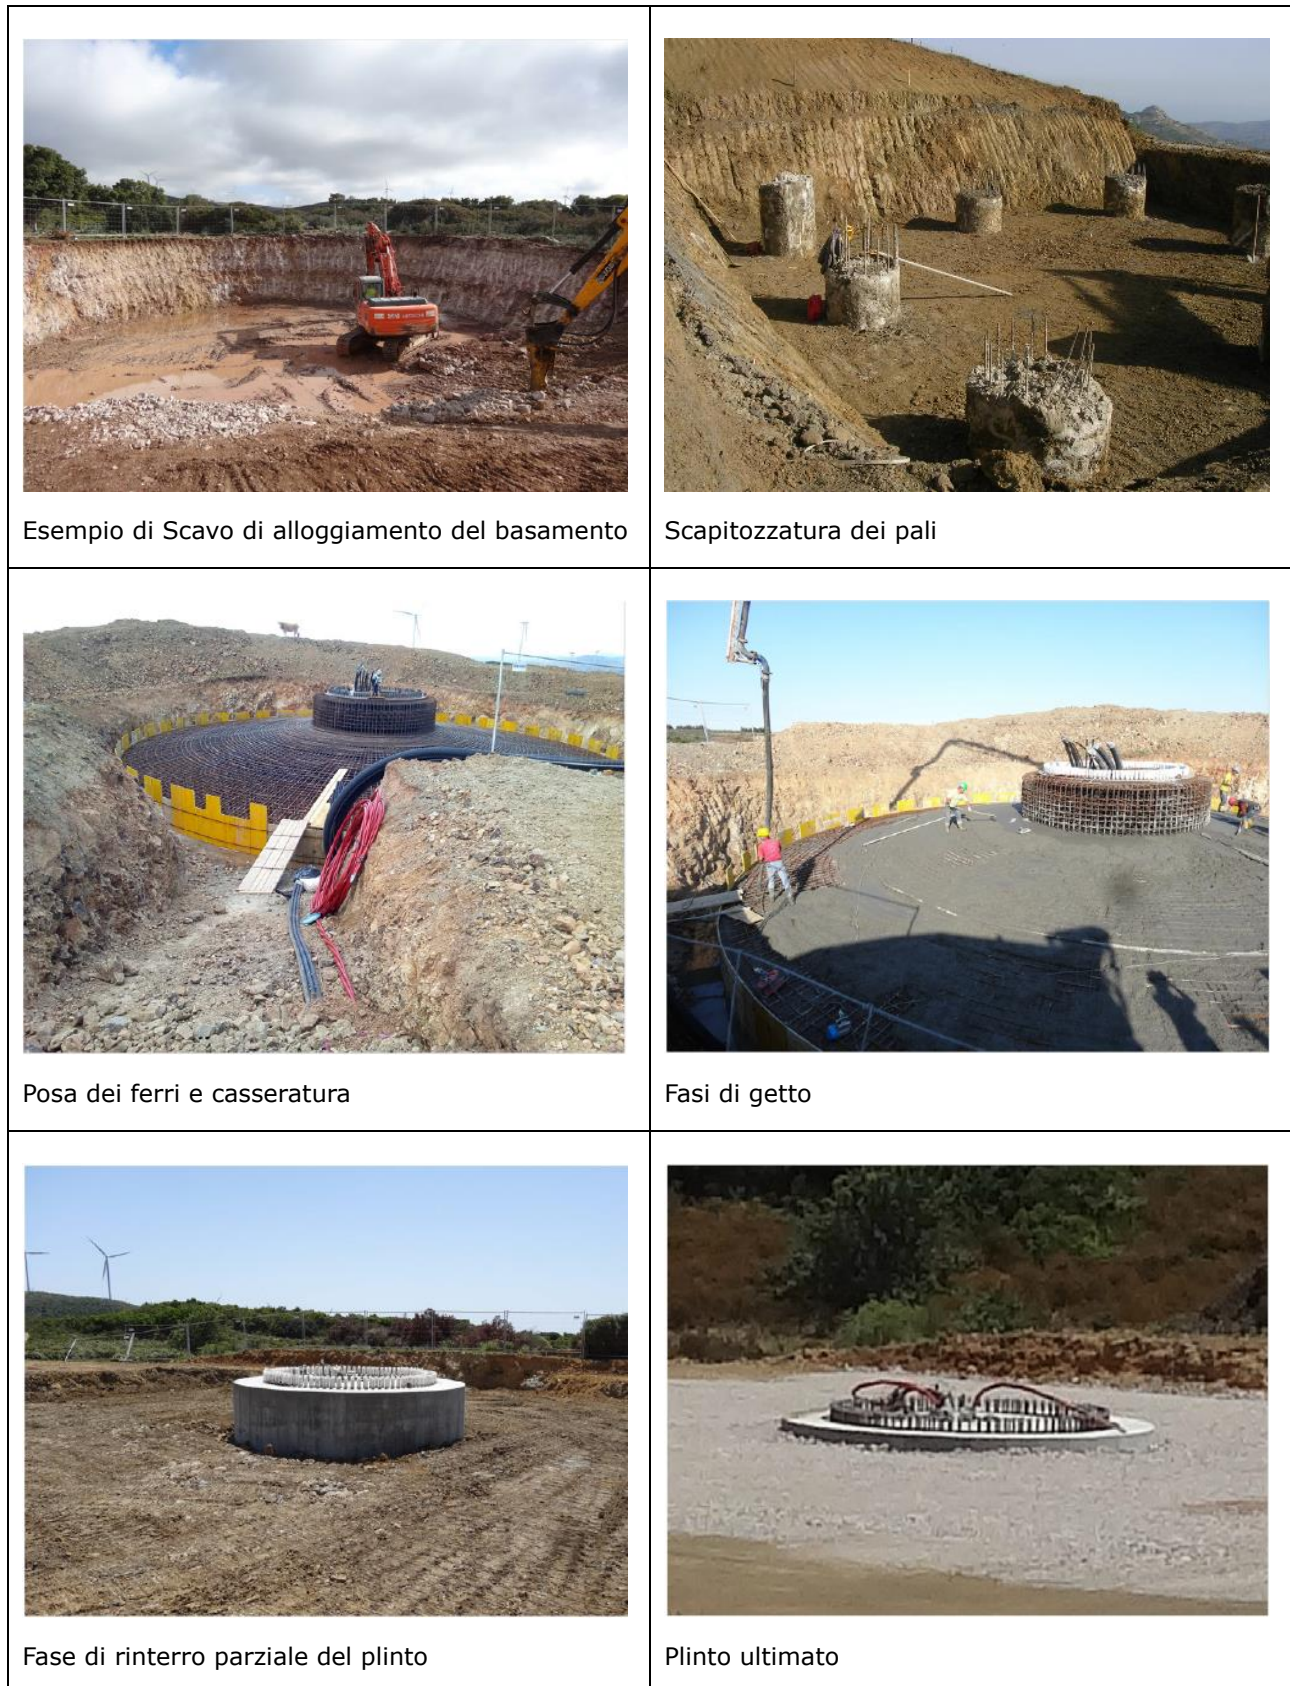 Esempio di Scavo di alloggiamento del basamento
Scapitozzatura dei pali
Posa dei ferri e casseratura
Fasi di getto
Fase di rinterro parziale del plinto
Plinto ultimato